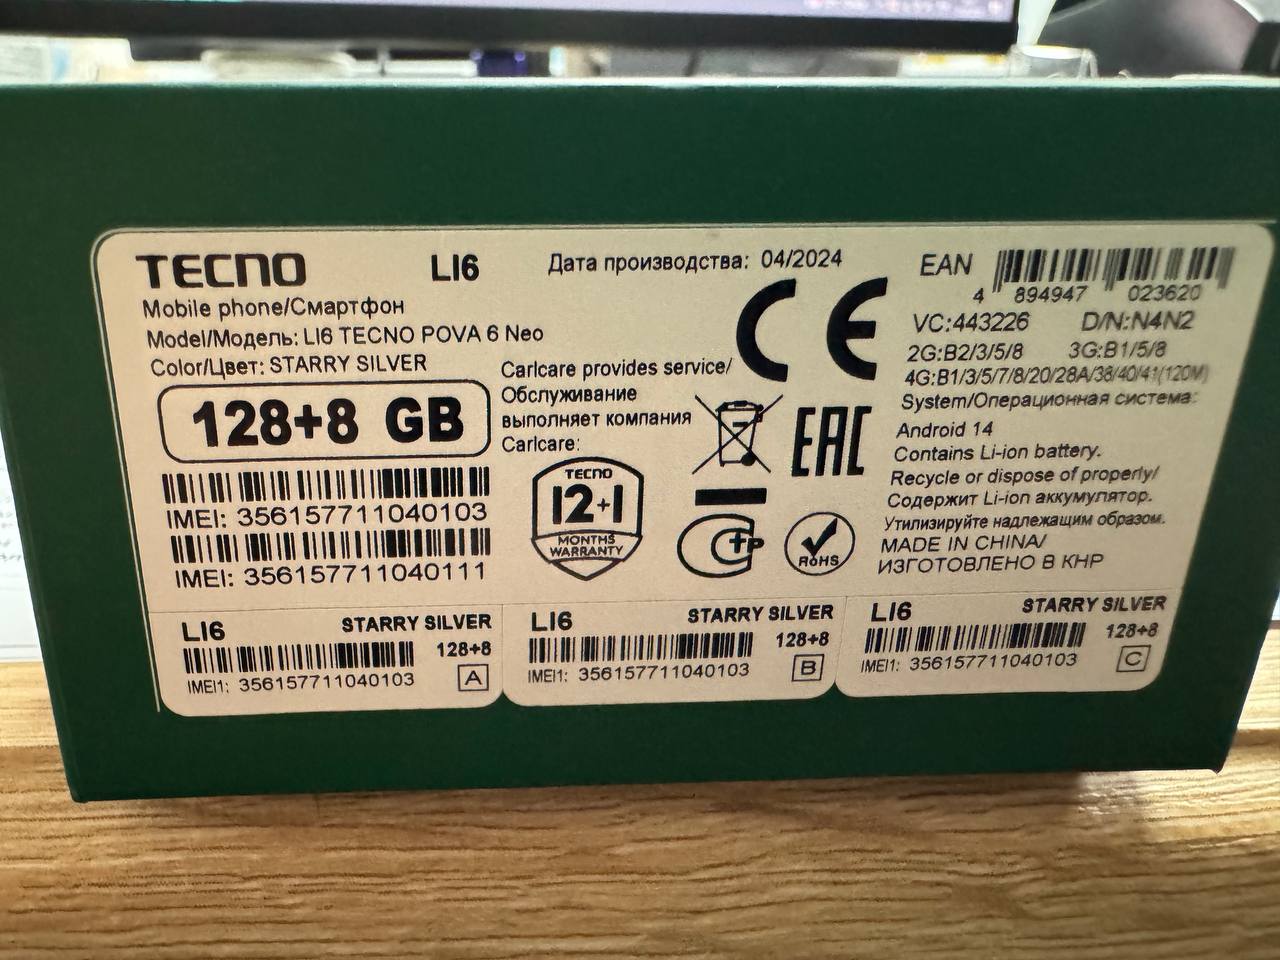 TECNO LI6 Дата производства: 04/2024 EAN
4 894947 023620
Mobile phone/Смартфон
Model/Модель: LI6 TECNO POVA 6 Neo
Color/Цвет: STARRY SILVER
128+8 GB
IMEI: 356157711040103
IMEI: 356157711040111
Carlcare provides service/
Обслуживание
выполняет компания
Carlcare:
TECNO
12+1
MONTHS
WARRANTY
CE
EAC
RoHS
VC:443226 D/N:N4N2
2G:B2/3/5/8 3G:B1/5/8
4G:B1/3/5/7/8/20/28A/38/40/41(120M)
System/Операционная система:
Android 14
Contains Li-ion battery.
Recycle or dispose of properly/
Содержит Li-ion аккумулятор.
Утилизируйте надлежащим образом.
MADE IN CHINA/
ИЗГОТОВЛЕНО В КНР
LI6 STARRY SILVER
128+8
IMEI1: 356157711040103 A
LI6 STARRY SILVER
128+8
IMEI1: 356157711040103 B
LI6 STARRY SILVER
128+8
IMEI1: 356157711040103 C